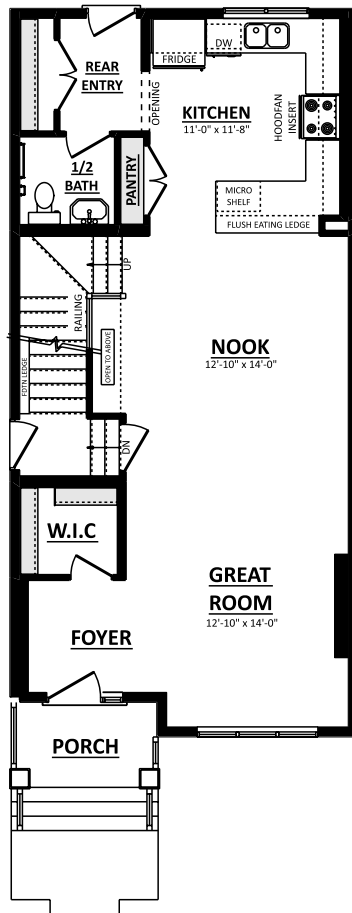 REAR
ENTRY
FRIDGE
DW
OPENING
KITCHEN
11'-0" x 11'-8"
HOODFAN
INSERT
1/2
BATH
PANTRY
MICRO
SHELF
FLUSH EATING LEDGE
UP
RAILING
OPEN TO ABOVE
FDTN LEDGE
NOOK
12'-10" x 14'-0"
DN
W.I.C
GREAT
ROOM
12'-10" x 14'-0"
FOYER
PORCH